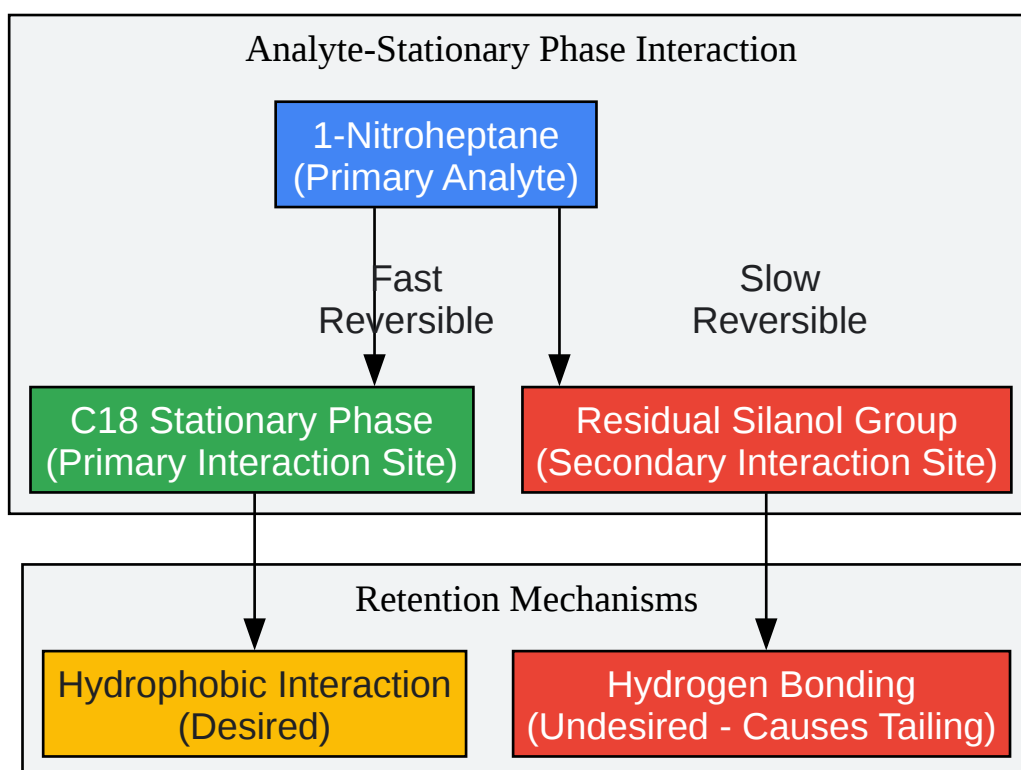 Analyte-Stationary Phase Interaction
1-Nitroheptane
(Primary Analyte)
Fast
Reversible
Slow
Reversible
C18 Stationary Phase
(Primary Interaction Site)
Residual Silanol Group
(Secondary Interaction Site)
Retention Mechanisms
Hydrophobic Interaction
(Desired)
Hydrogen Bonding
(Undesired - Causes Tailing)